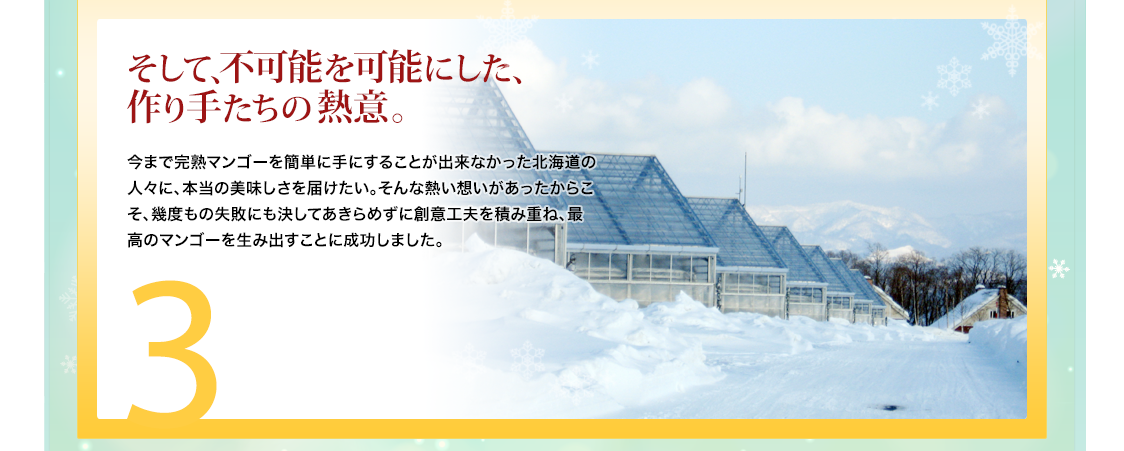 そして、不可能を可能にした、
作り手たちの熱意。
今まで完熟マンゴーを簡単に手にすることが出来なかった北海道の
人々に、本当の美味しさを届けたい。そんな熱い想いがあったからこ
そ、幾度もの失敗にも決してあきらめずに創意工夫を積み重ね、最
高のマンゴーを生み出すことに成功しました。
3